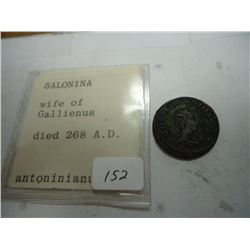 SALONINA
wife of
Gallienus
died 268 A.D.
antoninianu
152